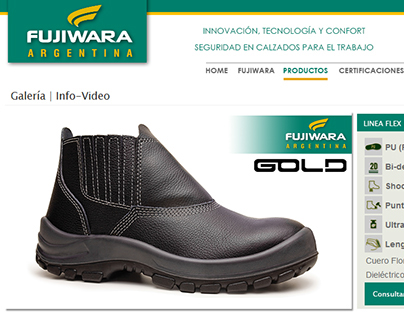 FUJIWARA
ARGENTINA
INNOVACIÓN, TECNOLOGÍA Y CONFORT
SEGURIDAD EN CALZADOS PARA EL TRABAJO
HOME FUJIWARA PRODUCTOS CERTIFICACIONES
Galería | Info-Video
FUJIWARA
ARGENTINA
GOLD
LINEA FLEX
PU (
Bi-de
Shoc
Punt
Ultra
Leng
Cuero Flo
Dieléctric
Consultar